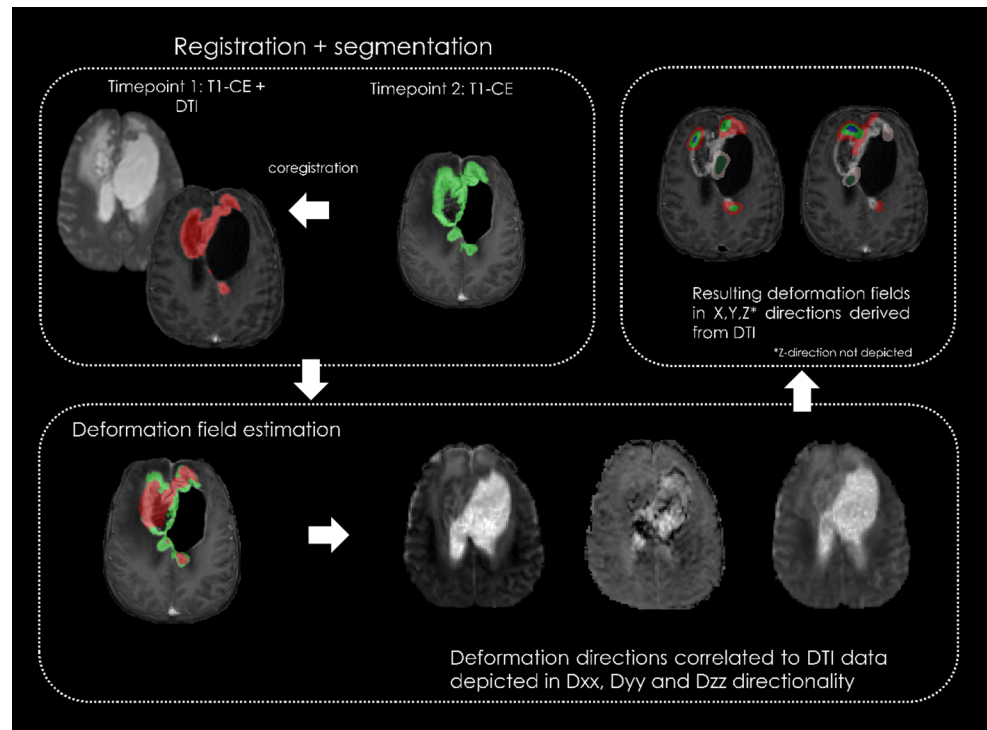 Registration + segmentation
Timepoint 1: T1-CE +
DTI
Timepoint 2: T1-CE
coregistration
Resulting deformation fields
in X,Y,Z* directions derived
from DTI
*Z-direction not depicted
Deformation field estimation
Deformation directions correlated to DTI data
depicted in Dxx, Dyy and Dzz directionality